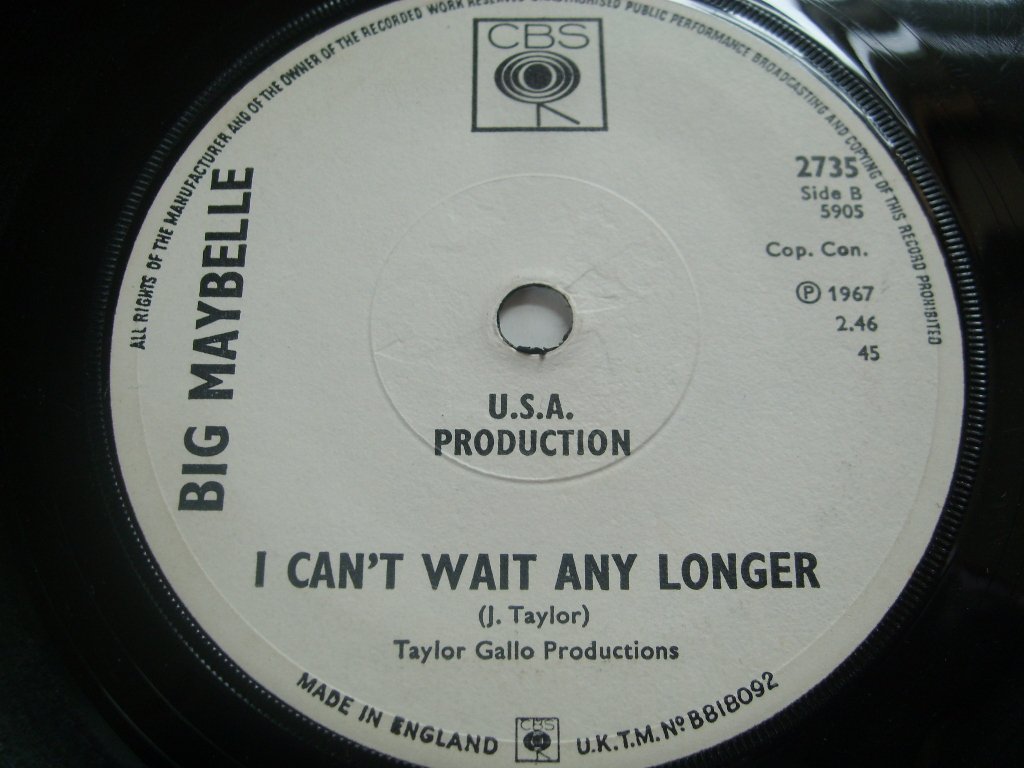 ALL RIGHTS OF THE MANUFACTURER AND OF THE OWNER OF THE RECORDED WORK RESERVED UNAUTHORISED PUBLIC PERFORMANCE BROADCASTING AND COPYING OF THIS RECORD PROHIBITED
CBS
2735
Side B
5905
Cop. Con.
Ⓟ 1967
2.46
45
BIG MAYBELLE
U.S.A.
PRODUCTION
I CAN'T WAIT ANY LONGER
(J. Taylor)
Taylor Gallo Productions
MADE IN ENGLAND
CBS
U.K.T.M. Nº B818092